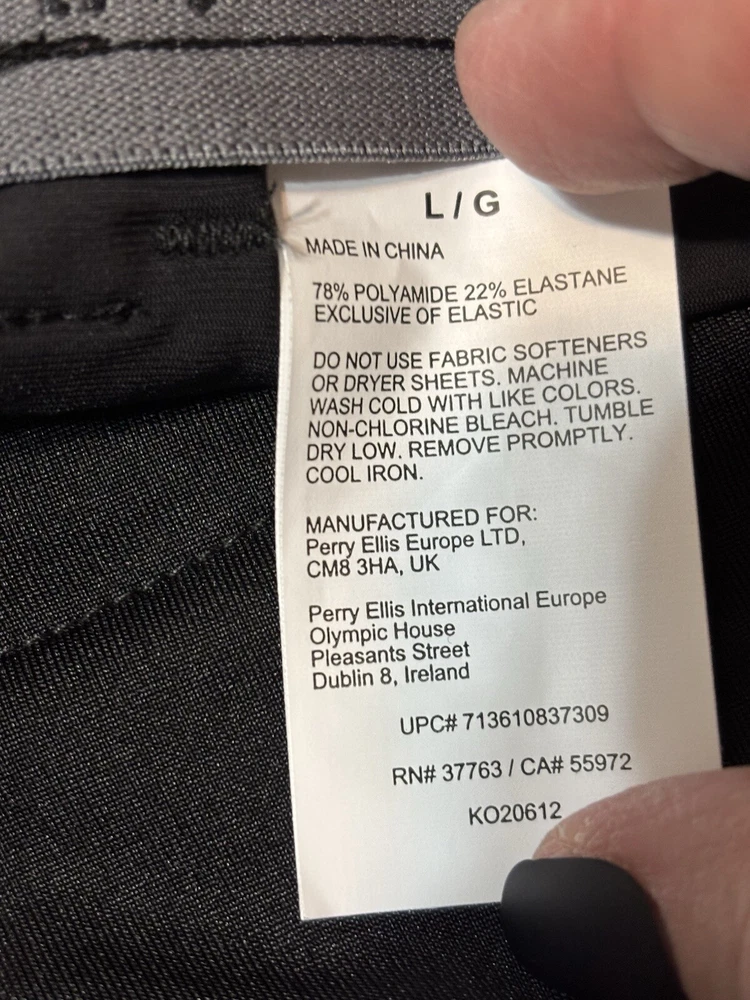 L / G
MADE IN CHINA
78% POLYAMIDE 22% ELASTANE
EXCLUSIVE OF ELASTIC
DO NOT USE FABRIC SOFTENERS
OR DRYER SHEETS. MACHINE
WASH COLD WITH LIKE COLORS.
NON-CHLORINE BLEACH. TUMBLE
DRY LOW. REMOVE PROMPTLY.
COOL IRON.
MANUFACTURED FOR:
Perry Ellis Europe LTD,
CM8 3HA, UK
Perry Ellis International Europe
Olympic House
Pleasants Street
Dublin 8, Ireland
UPC# 713610837309
RN# 37763 / CA# 55972
KO20612